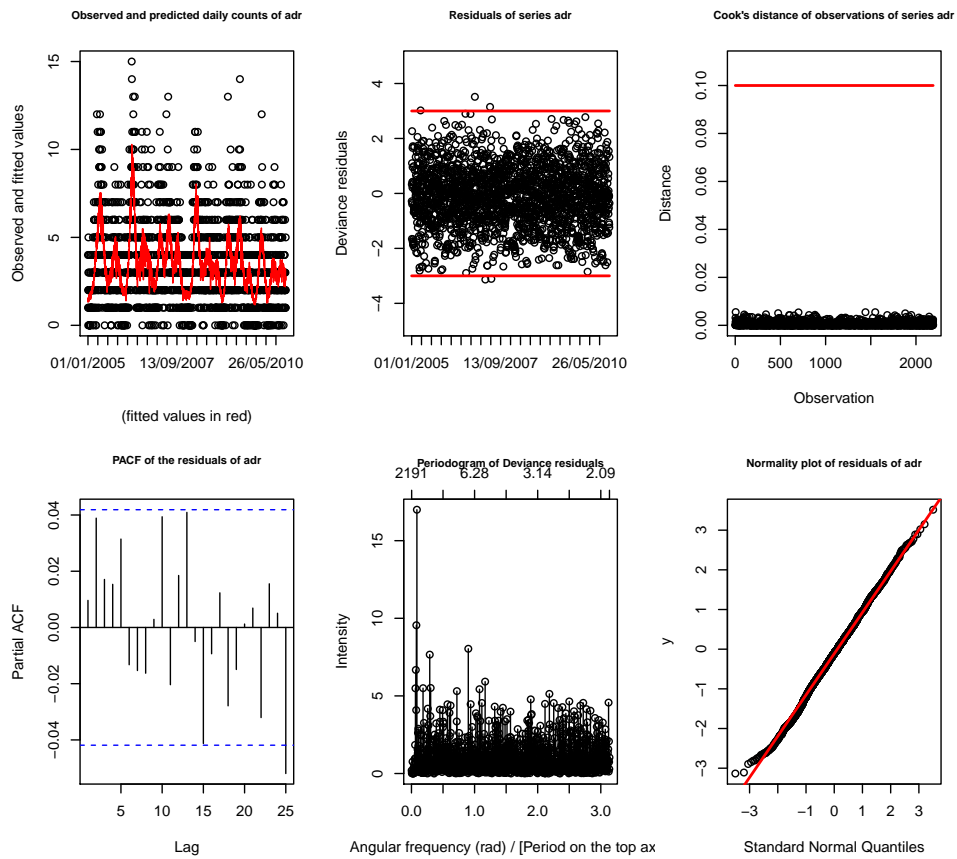 Observed and predicted daily counts of adr
Observed and fitted values
15
10
5
0
01/01/2005 13/09/2007 26/05/2010
(fitted values in red)
Residuals of series adr
Deviance residuals
4
2
0
−2
−4
01/01/2005 13/09/2007 26/05/2010
Cook's distance of observations of series adr
Distance
0.10
0.08
0.06
0.04
0.02
0.00
0 500 1000 2000
Observation
PACF of the residuals of adr
Partial ACF
0.04
0.02
0.00
−0.02
−0.04
5 10 15 20 25
Lag
Periodogram of Deviance residuals
2191 6.28 3.14 2.09
Intensity
15
10
5
0
0.0 1.0 2.0 3.0
Angular frequency (rad) / [Period on the top ax
Normality plot of residuals of adr
y
3
2
1
0
−1
−2
−3
−3 −1 0 1 2 3
Standard Normal Quantiles